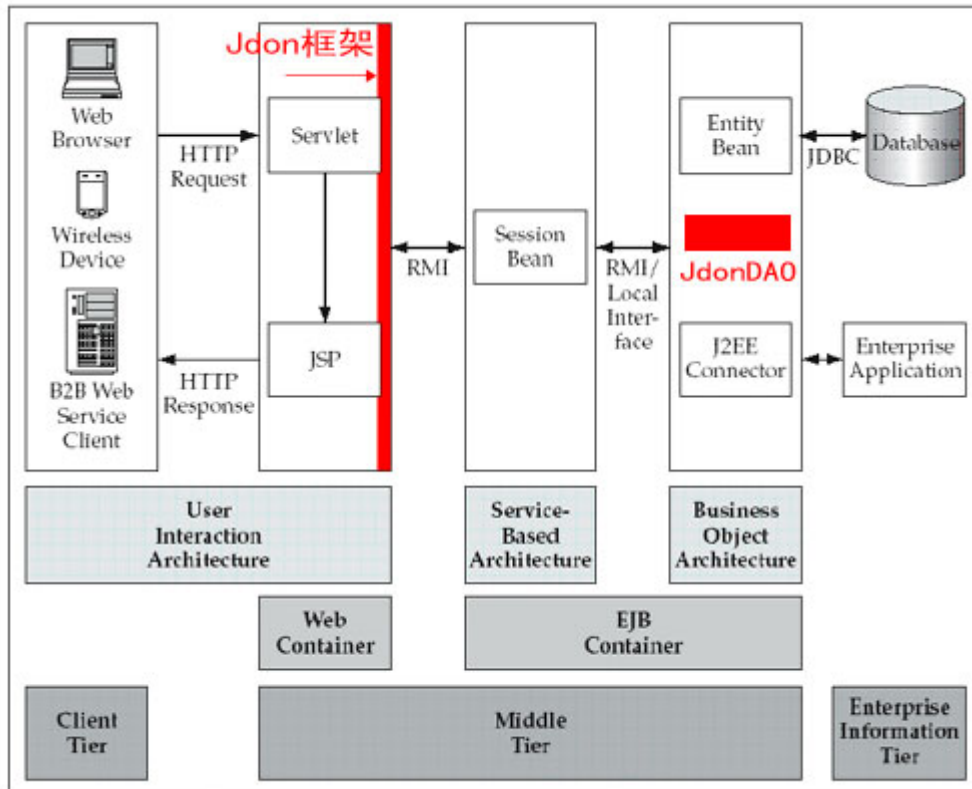 Jdon框架
Web
Browser
HTTP
Request
Servlet
Wireless
Device
B2B Web
Service
Client
HTTP
Response
JSP
RMI
Session
Bean
RMI/
Local
Inter-
face
Entity
Bean
JDBC
Database
JdonDAO
J2EE
Connector
Enterprise
Application
User
Interaction
Architecture
Service-
Based
Architecture
Business
Object
Architecture
Web
Container
EJB
Container
Client
Tier
Middle
Tier
Enterprise
Information
Tier